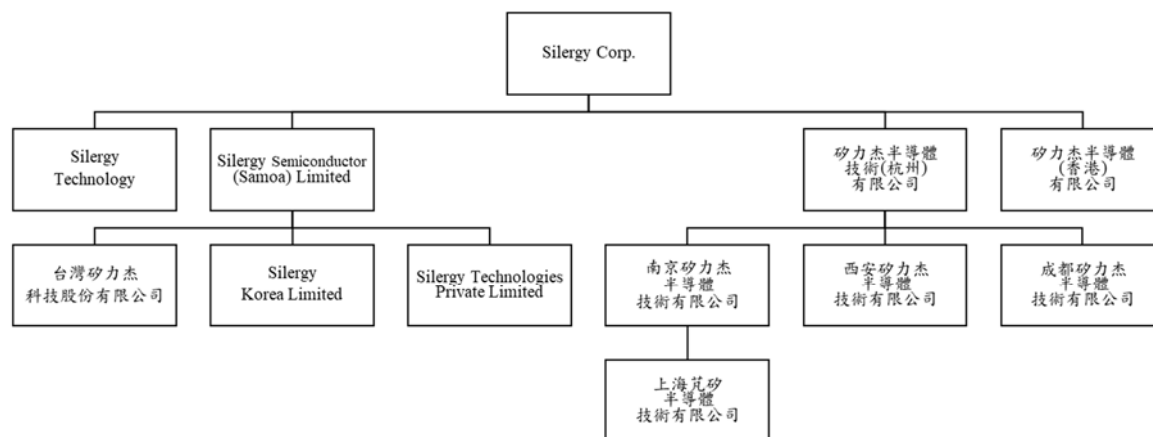 Silergy Corp.
Silergy
Technology
Silergy Semiconductor
(Samoa) Limited
矽力杰半導體
技術(杭州)
有限公司
矽力杰半導體
(香港)
有限公司
台灣矽力杰
科技股份有限公司
Silergy
Korea Limited
Silergy Technologies
Private Limited
南京矽力杰
半導體
技術有限公司
西安矽力杰
半導體
技術有限公司
成都矽力杰
半導體
技術有限公司
上海芃矽
半導體
技術有限公司